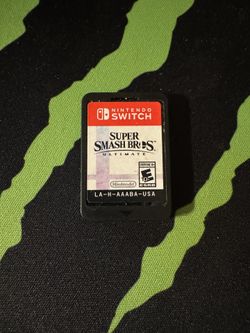 NINTENDO
SWITCH
SUPER
SMASH BROS.
ULTIMATE
Nintendo
LA-H-AAABA-USA